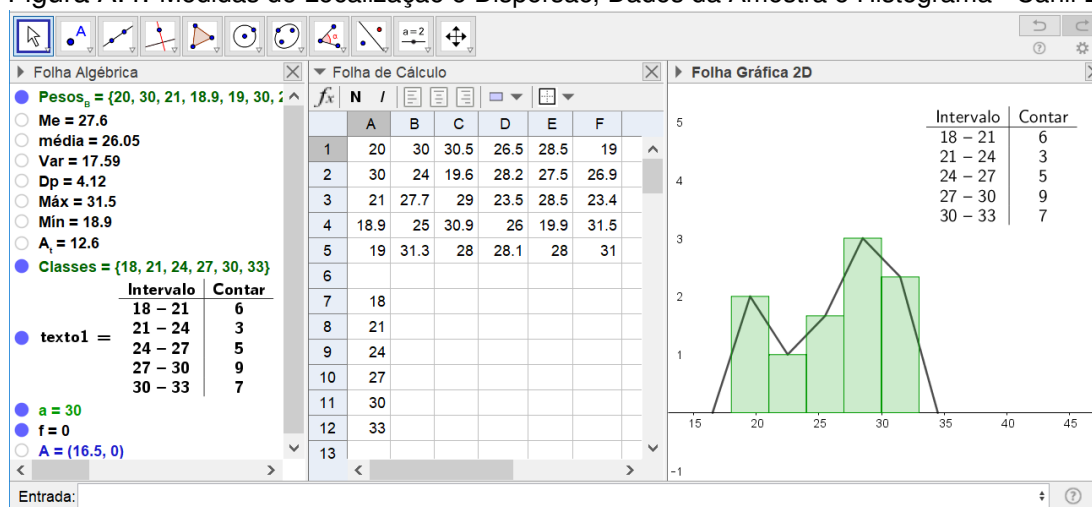 Figura A.4: Medidas de Localização e Dispersão, Dados da Amostra e Histograma - Canil
A
a=2
Folha Algébrica
Pesos_B = {20, 30, 21, 18.9, 19, 30,
Me = 27.6
média = 26.05
Var = 17.59
Dp = 4.12
Máx = 31.5
Mín = 18.9
A_t = 12.6
Classes = {18, 21, 24, 27, 30, 33}
texto1 =
Intervalo Contar
18 – 21 6
21 – 24 3
24 – 27 5
27 – 30 9
30 – 33 7
a = 30
f = 0
A = (16.5, 0)
Folha de Cálculo
fx N I
A B C D E F
1 20 30 30.5 26.5 28.5 19
2 30 24 19.6 28.2 27.5 26.9
3 21 27.7 29 23.5 28.5 23.4
4 18.9 25 30.9 26 19.9 31.5
5 19 31.3 28 28.1 28 31
6
7 18
8 21
9 24
10 27
11 30
12 33
13
Folha Gráfica 2D
Intervalo Contar
18 – 21 6
21 – 24 3
24 – 27 5
27 – 30 9
30 – 33 7
5
4
3
2
1
-1
15 20 25 30 35 40 45
Entrada: